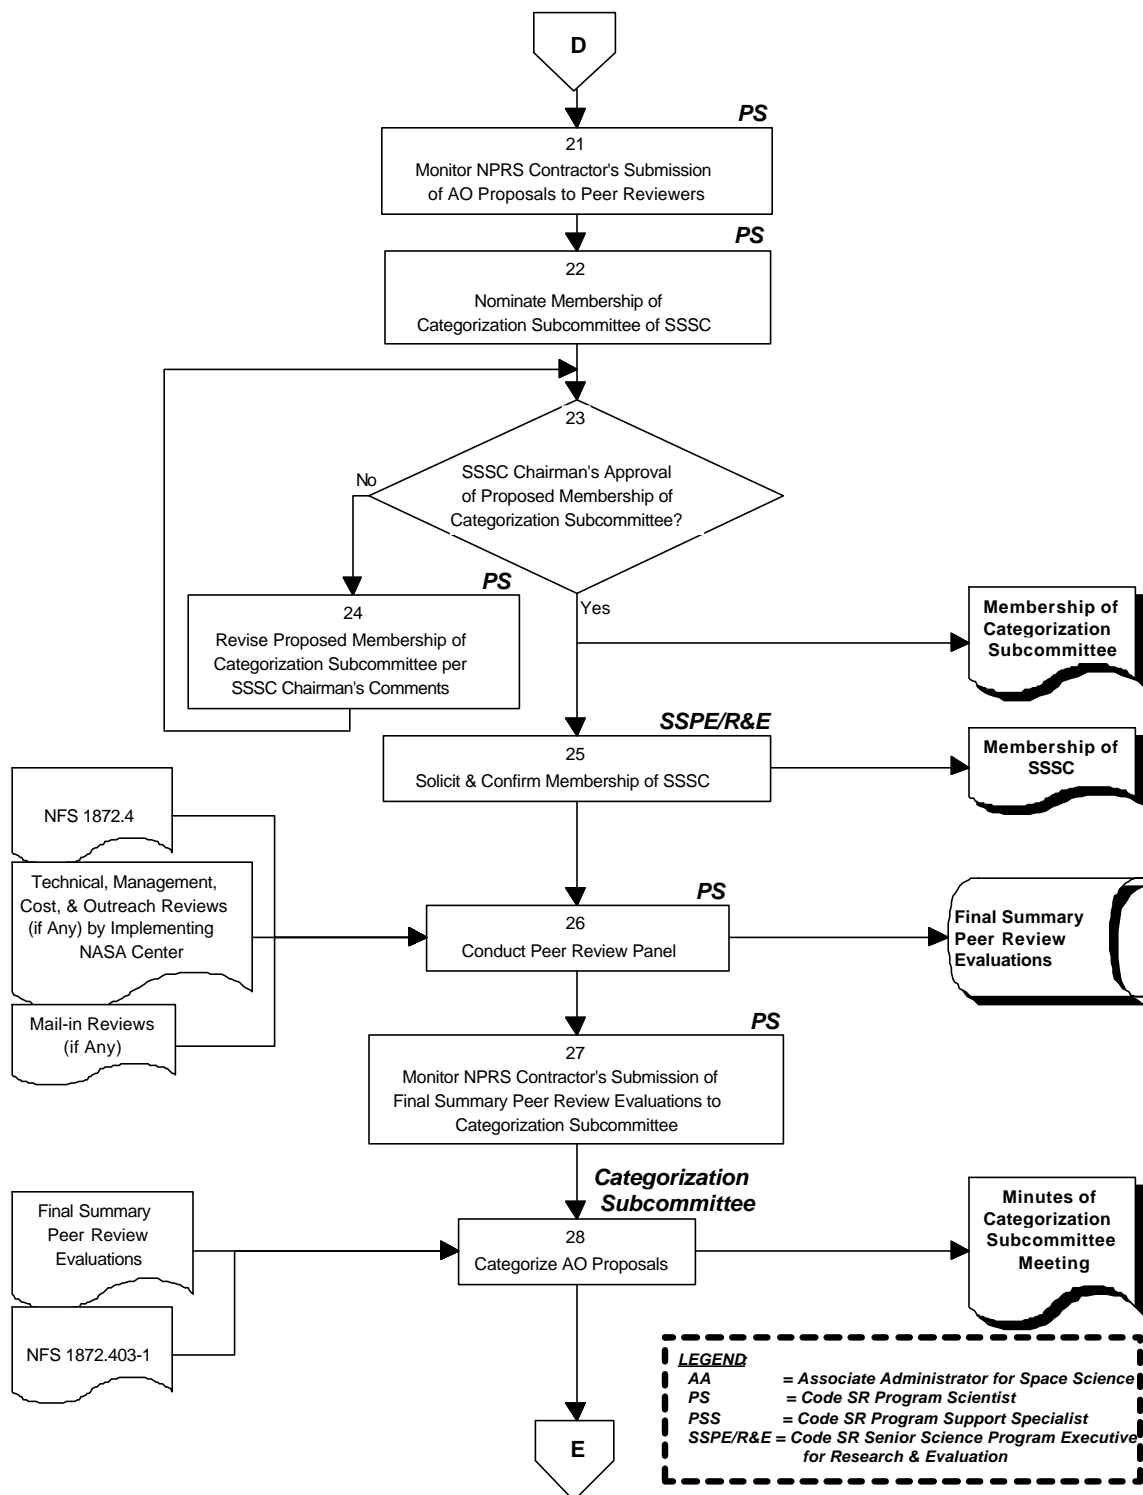 D
PS
21
Monitor NPRS Contractor's Submission
of AO Proposals to Peer Reviewers
PS
22
Nominate Membership of
Categorization Subcommittee of SSSC
23
SSSC Chairman's Approval
of Proposed Membership of
Categorization Subcommittee?
No
Yes
PS
24
Revise Proposed Membership of
Categorization Subcommittee per
SSSC Chairman's Comments
Membership of
Categorization
Subcommittee
SSPE/R&E
25
Solicit & Confirm Membership of SSSC
Membership of
SSSC
NFS 1872.4
Technical, Management,
Cost, & Outreach Reviews
(if Any) by Implementing
NASA Center
Mail-in Reviews
(if Any)
PS
26
Conduct Peer Review Panel
Final Summary
Peer Review
Evaluations
PS
27
Monitor NPRS Contractor's Submission of
Final Summary Peer Review Evaluations to
Categorization Subcommittee
Categorization
Subcommittee
Final Summary
Peer Review
Evaluations
NFS 1872.403-1
28
Categorize AO Proposals
Minutes of
Categorization
Subcommittee
Meeting
LEGEND:
AA = Associate Administrator for Space Science
PS = Code SR Program Scientist
PSS = Code SR Program Support Specialist
SSPE/R&E = Code SR Senior Science Program Executive
for Research & Evaluation
E